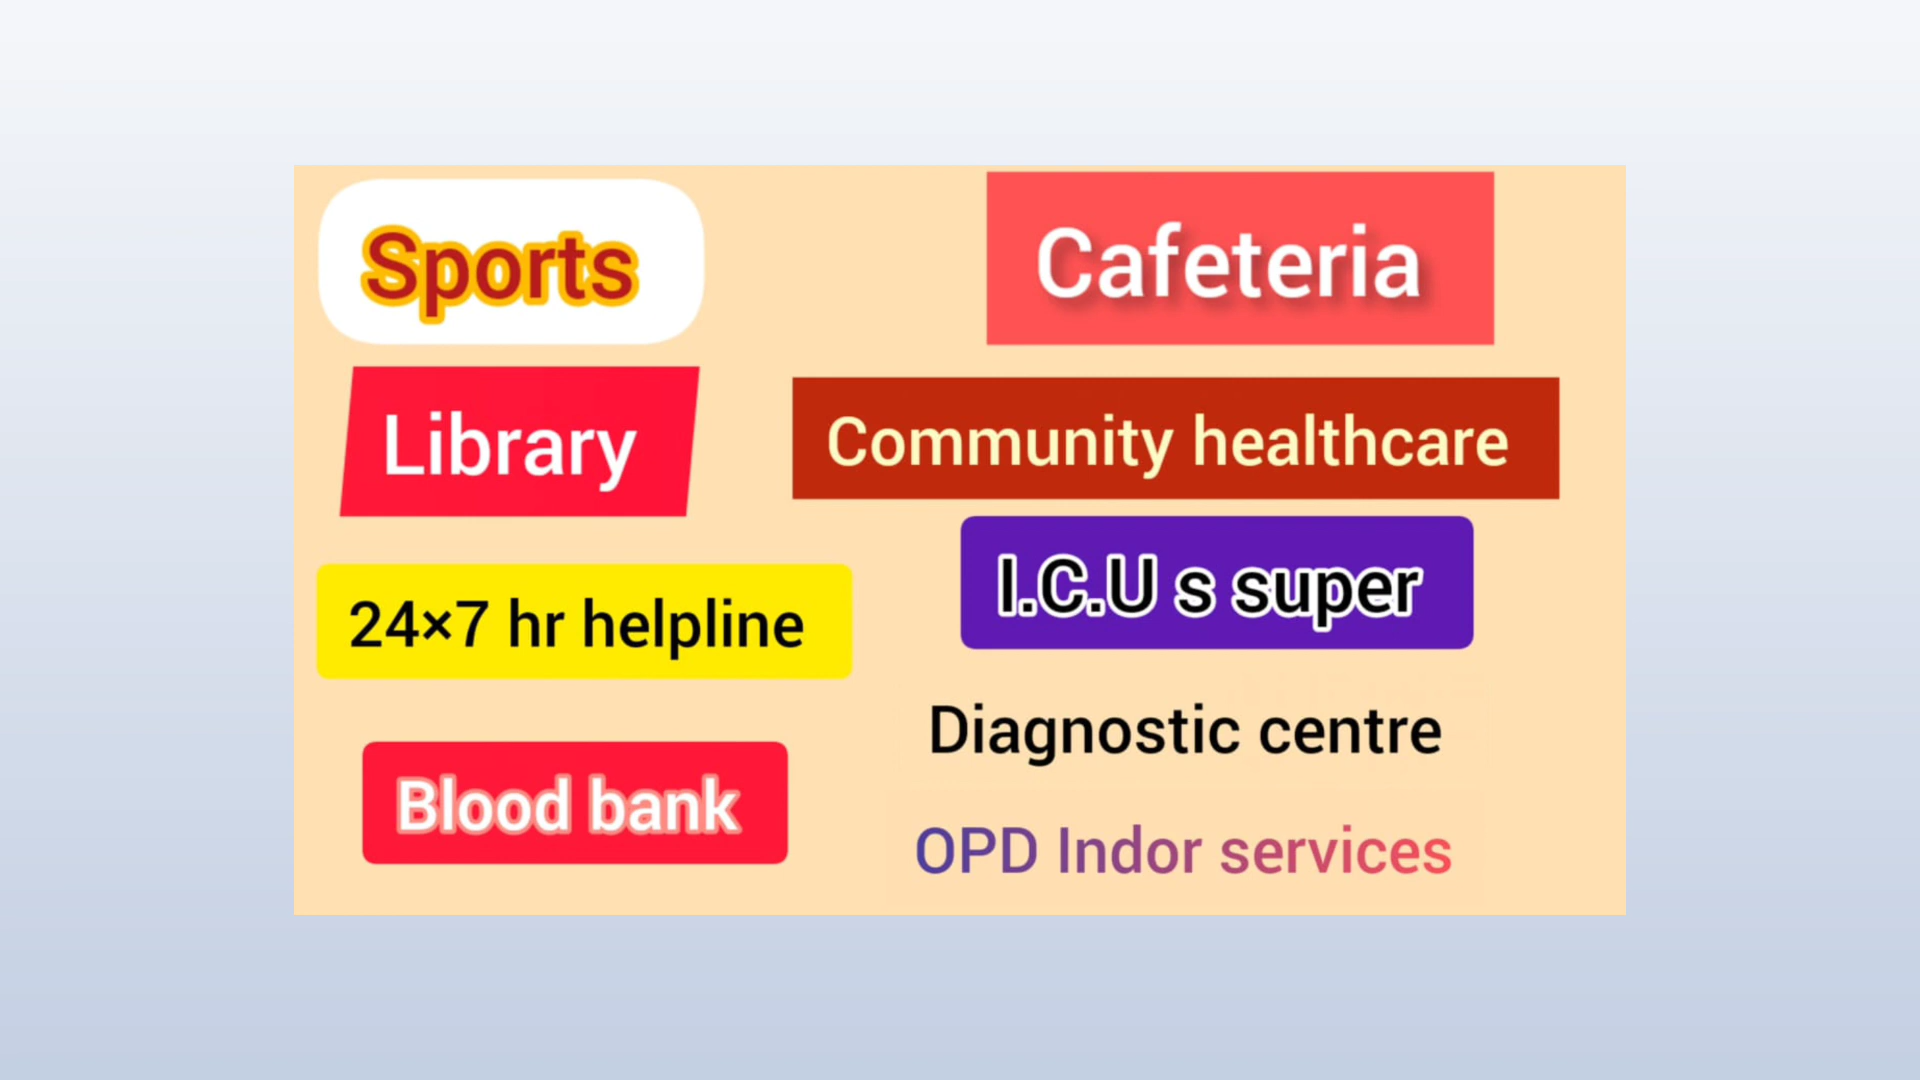 Sports
Cafeteria
Library
Community healthcare
24×7 hr helpline
I.C.U s super
Diagnostic centre
Blood bank
OPD Indor services